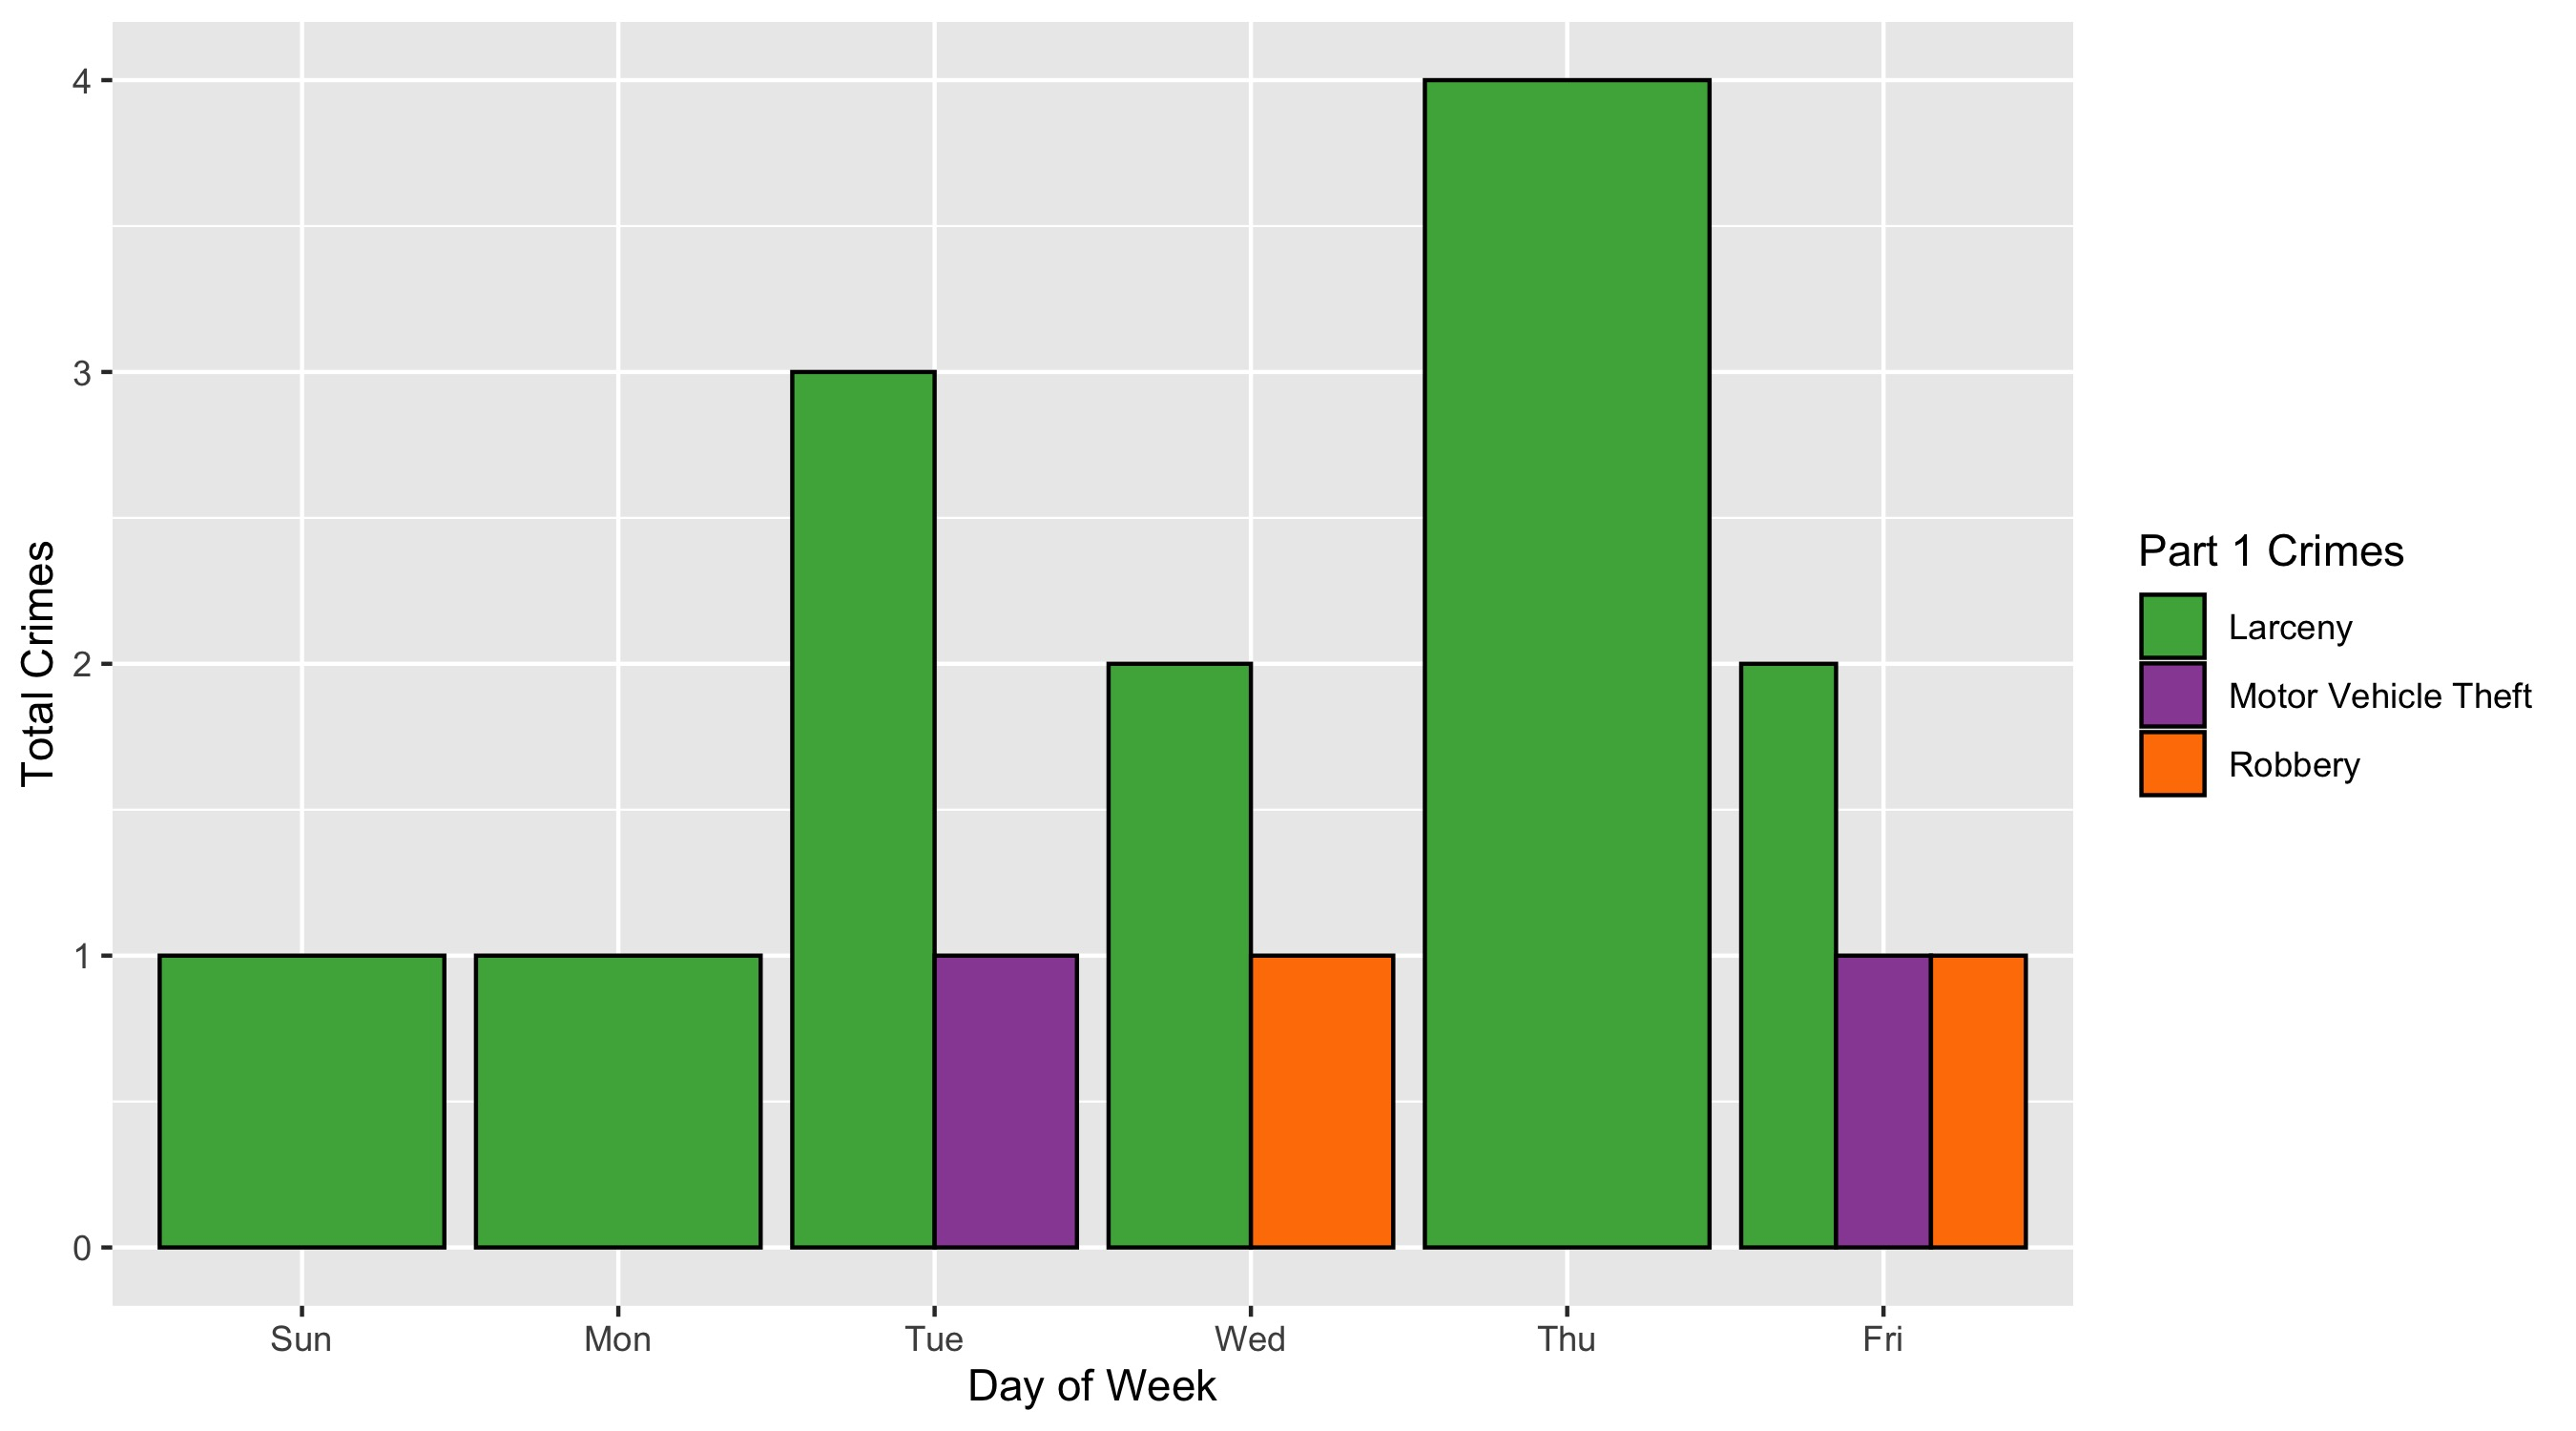 4
3
2
1
0
Total Crimes
Sun Mon Tue Wed Thu Fri
Day of Week
Part 1 Crimes
Larceny
Motor Vehicle Theft
Robbery